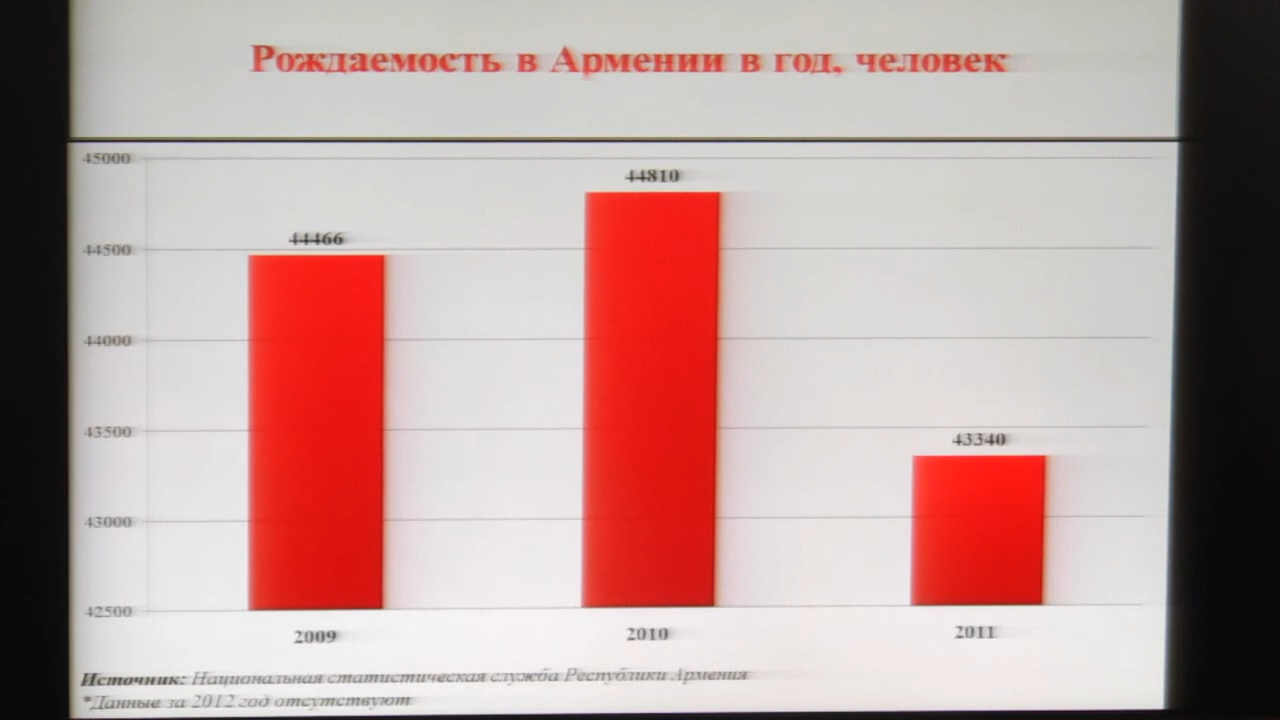 Рождаемость в Армении в год, человек
45000
44810
44500
44466
44000
43500
43340
43000
42500
2009 2010 2011
Источник: Национальная статистическая служба Республики Армения
*Данные за 2012 год отсутствуют